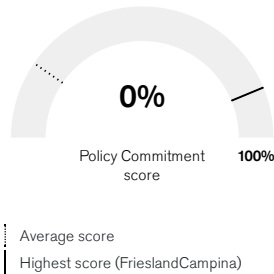 0%
Policy Commitment 100%
score
Average score
Highest score (FrieslandCampina)